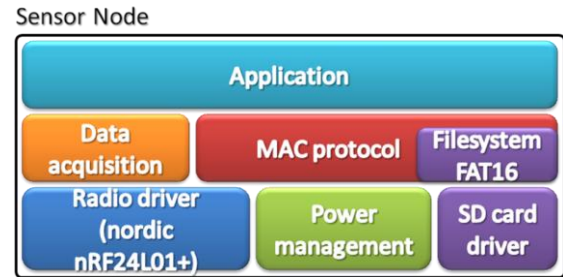 Sensor Node
Application
Data
acquisition
MAC protocol
Filesystem
FAT16
Radio driver
(nordic
nRF24L01+)
Power
management
SD card
driver